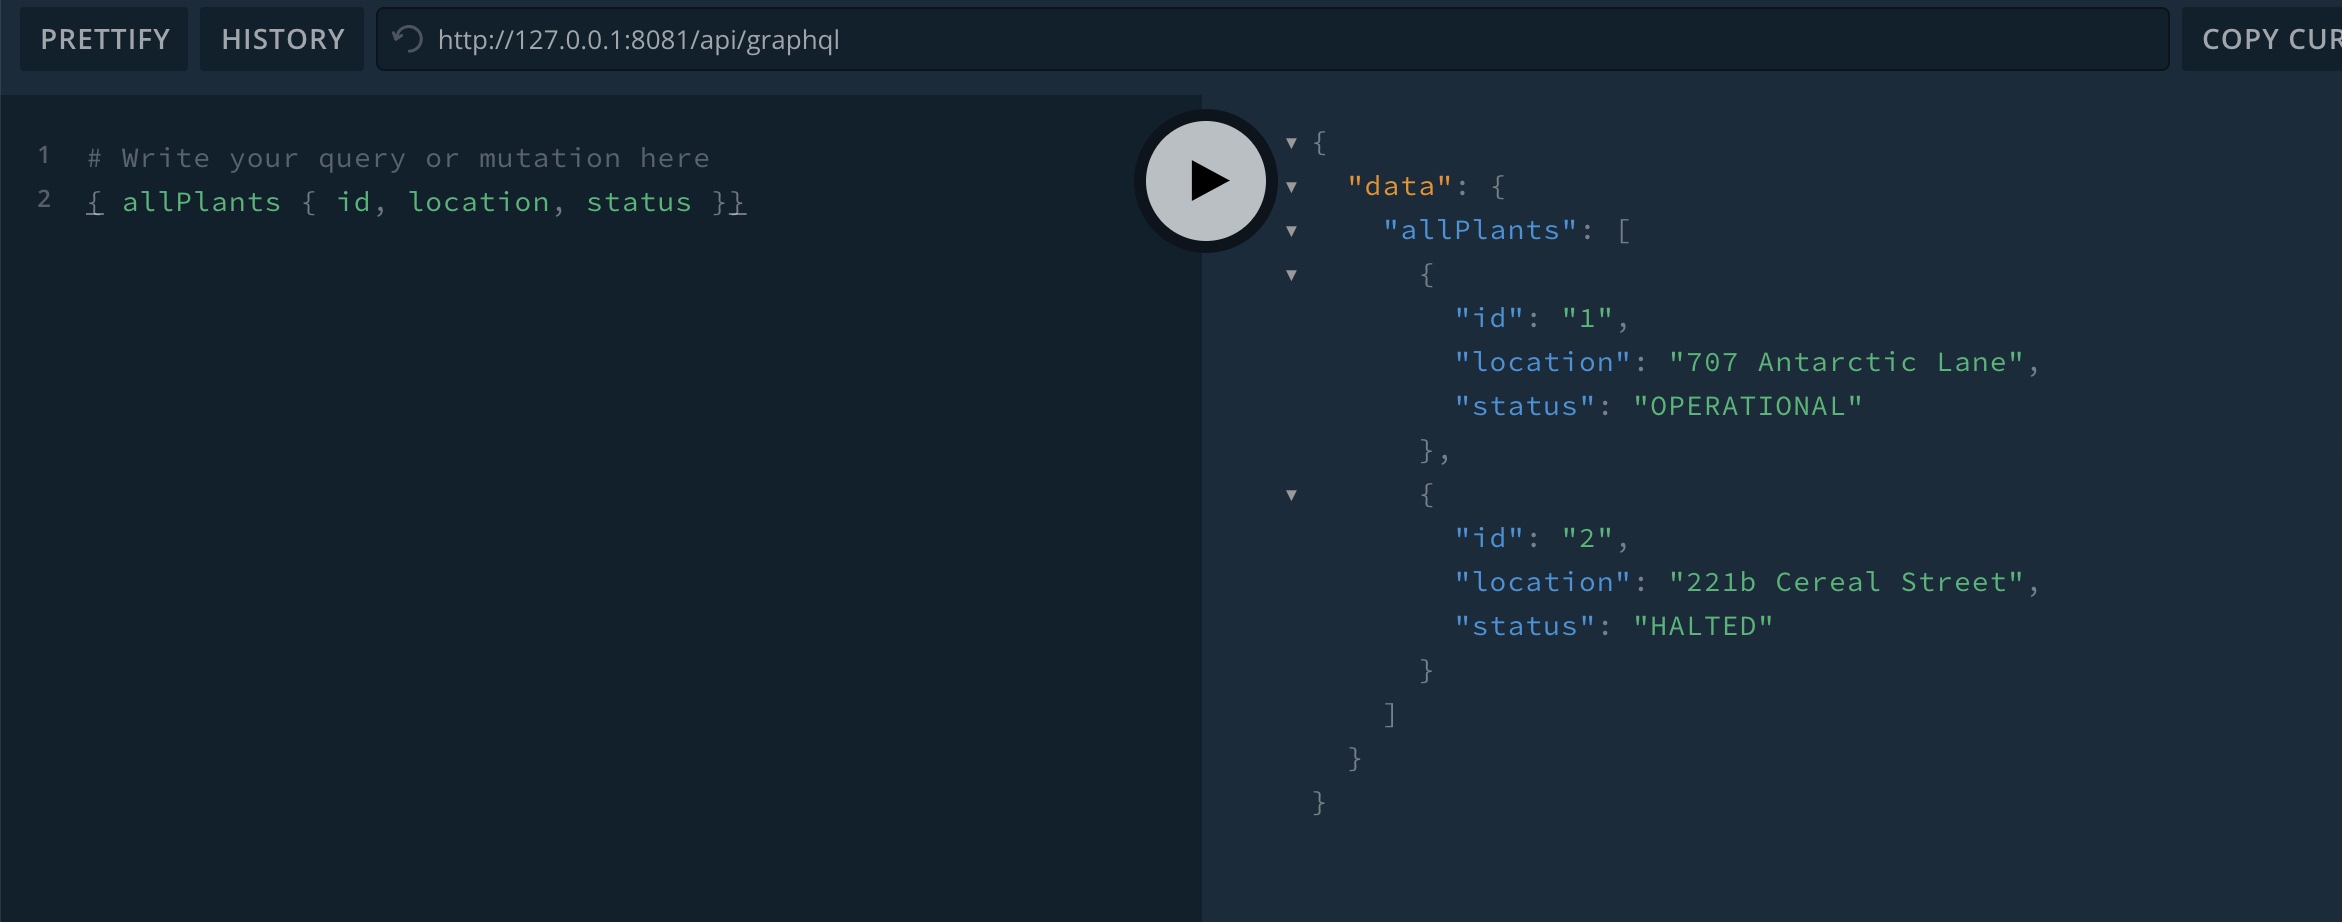 PRETTIFY HISTORY http://127.0.0.1:8081/api/graphql COPY CUR
1 # Write your query or mutation here
2 { allPlants { id, location, status }}
{
"data": {
"allPlants": [
{
"id": "1",
"location": "707 Antarctic Lane",
"status": "OPERATIONAL"
},
{
"id": "2",
"location": "221b Cereal Street",
"status": "HALTED"
}
]
}
}